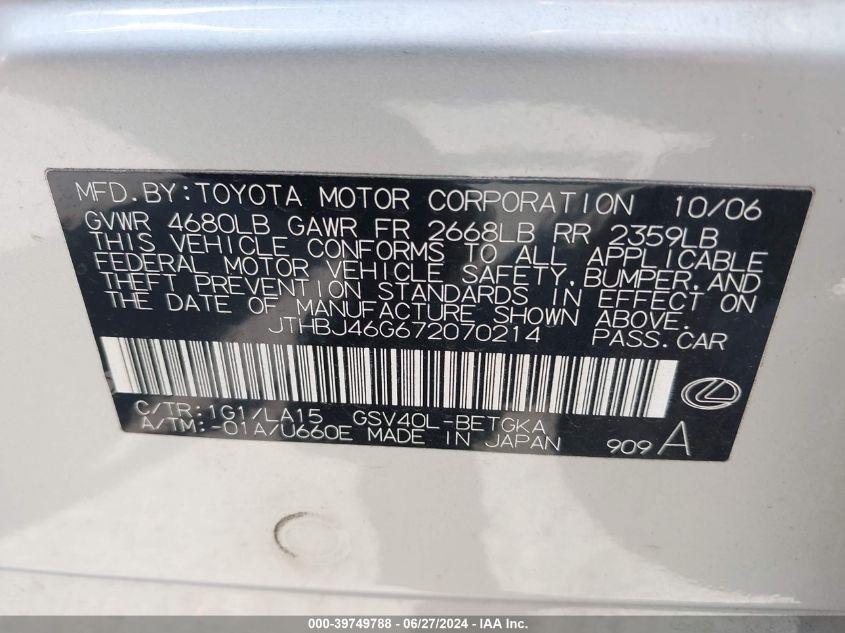 MFD.BY:TOYOTA MOTOR CORPORATION 10/06
GVWR 4680LB GAWR FR 2668LB RR 2359LB
THIS VEHICLE CONFORMS TO ALL APPLICABLE
FEDERAL MOTOR VEHICLE SAFETY,BUMPER,AND
THEFT PREVENTION STANDARDS IN EFFECT ON
THE DATE OF MANUFACTURE SHOWN ABOVE.
JTHBJ46G672070214 PASS.CAR
C/TR:1G1/LA15 GSV40L-BETGKA
A/TM:-01A/U660E MADE IN JAPAN 909 A
000-39749788 - 06/27/2024 - IAA Inc.